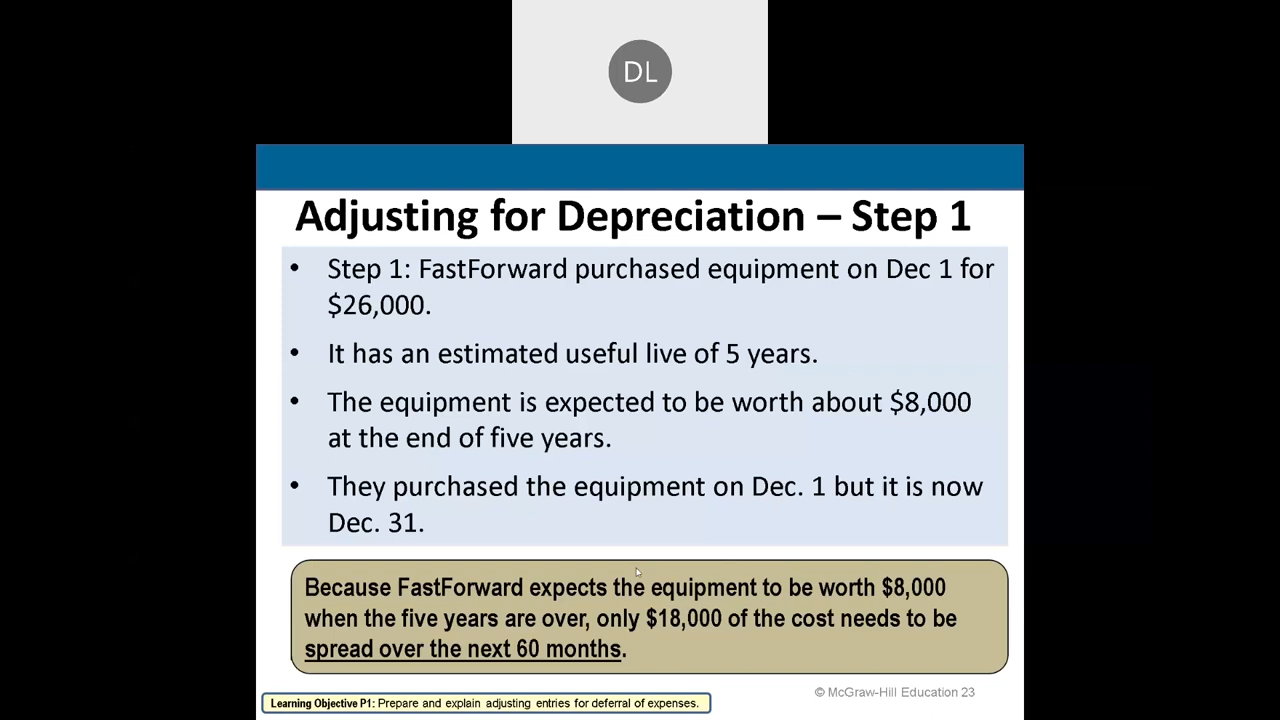 DL
Adjusting for Depreciation – Step 1
• Step 1: FastForward purchased equipment on Dec 1 for
$26,000.
• It has an estimated useful live of 5 years.
• The equipment is expected to be worth about $8,000
at the end of five years.
• They purchased the equipment on Dec. 1 but it is now
Dec. 31.
Because FastForward expects the equipment to be worth $8,000
when the five years are over, only $18,000 of the cost needs to be
spread over the next 60 months.
© McGraw-Hill Education 23
Learning Objective P1: Prepare and explain adjusting entries for deferral of expenses.